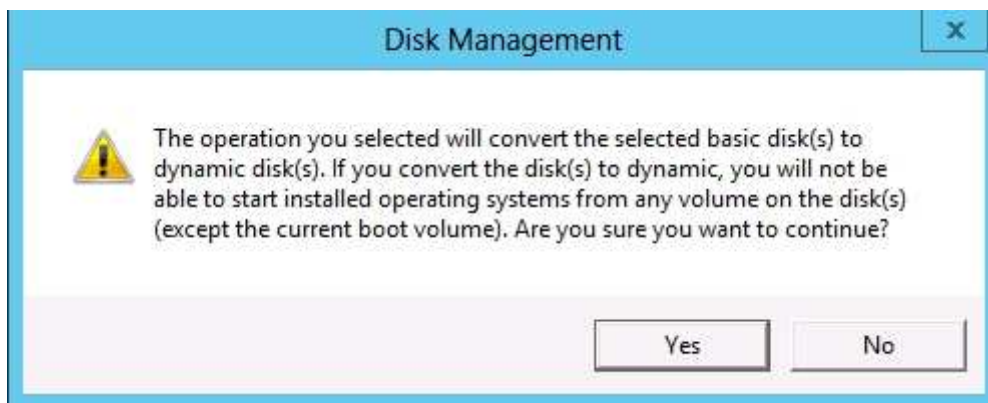 Disk Management
x
The operation you selected will convert the selected basic disk(s) to
dynamic disk(s). If you convert the disk(s) to dynamic, you will not be
able to start installed operating systems from any volume on the disk(s)
(except the current boot volume). Are you sure you want to continue?
Yes No